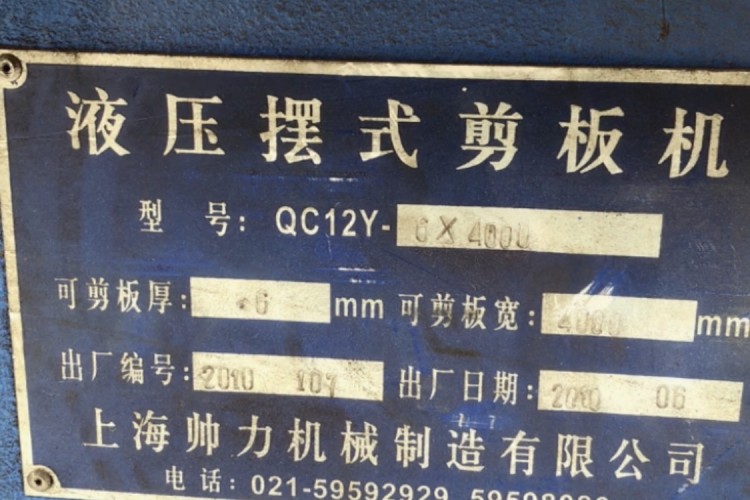 液压摆式剪板机
型 号: QC12Y-6×4000
可剪板厚: 6 mm 可剪板宽: 4000 mm
出厂编号: 2010 107 出厂日期: 2010 06
上海帅力机械制造有限公司
电话: 021-59592929